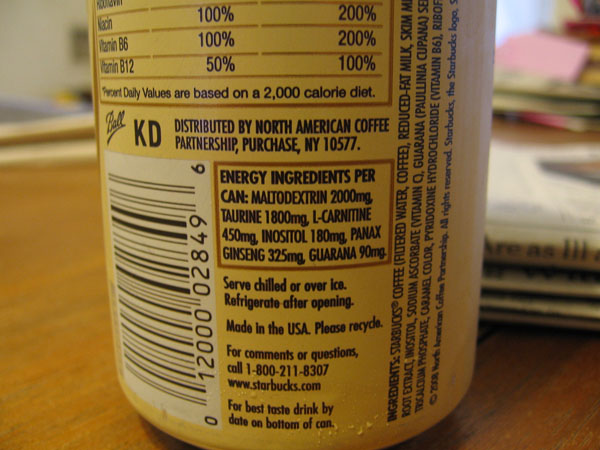 Niacin 100% 200%
Vitamin B6 100% 200%
Vitamin B12 50% 100%
*Percent Daily Values are based on a 2,000 calorie diet.
Ball
KD
DISTRIBUTED BY NORTH AMERICAN COFFEE
PARTNERSHIP, PURCHASE, NY 10577.
ENERGY INGREDIENTS PER
CAN: MALTODEXTRIN 2000mg,
TAURINE 1800mg, L-CARNITINE
450mg, INOSITOL 180mg, PANAX
GINSENG 325mg, GUARANA 90mg
Serve chilled or over ice.
Refrigerate after opening.
Made in the USA. Please recycle.
For comments or questions,
call 1-800-211-8307
www.starbucks.com
For best taste drink by
date on bottom of can.
0 12000 02849 6
INGREDIENTS: STARBUCKS® COFFEE (FILTERED WATER, COFFEE), REDUCED-FAT MILK, SKIM
ROOT EXTRACT, INOSITOL, SODIUM ASCORBATE (VITAMIN C), GUARANA (PAULLINIA CUPANA)
TRICALCIUM PHOSPHATE, CARAMEL COLOR, PYRIDOXINE HYDROCHLORIDE (VITAMIN B6),
© 2008 North American Coffee Partnership. All rights reserved. Starbucks, the Starbucks logo,